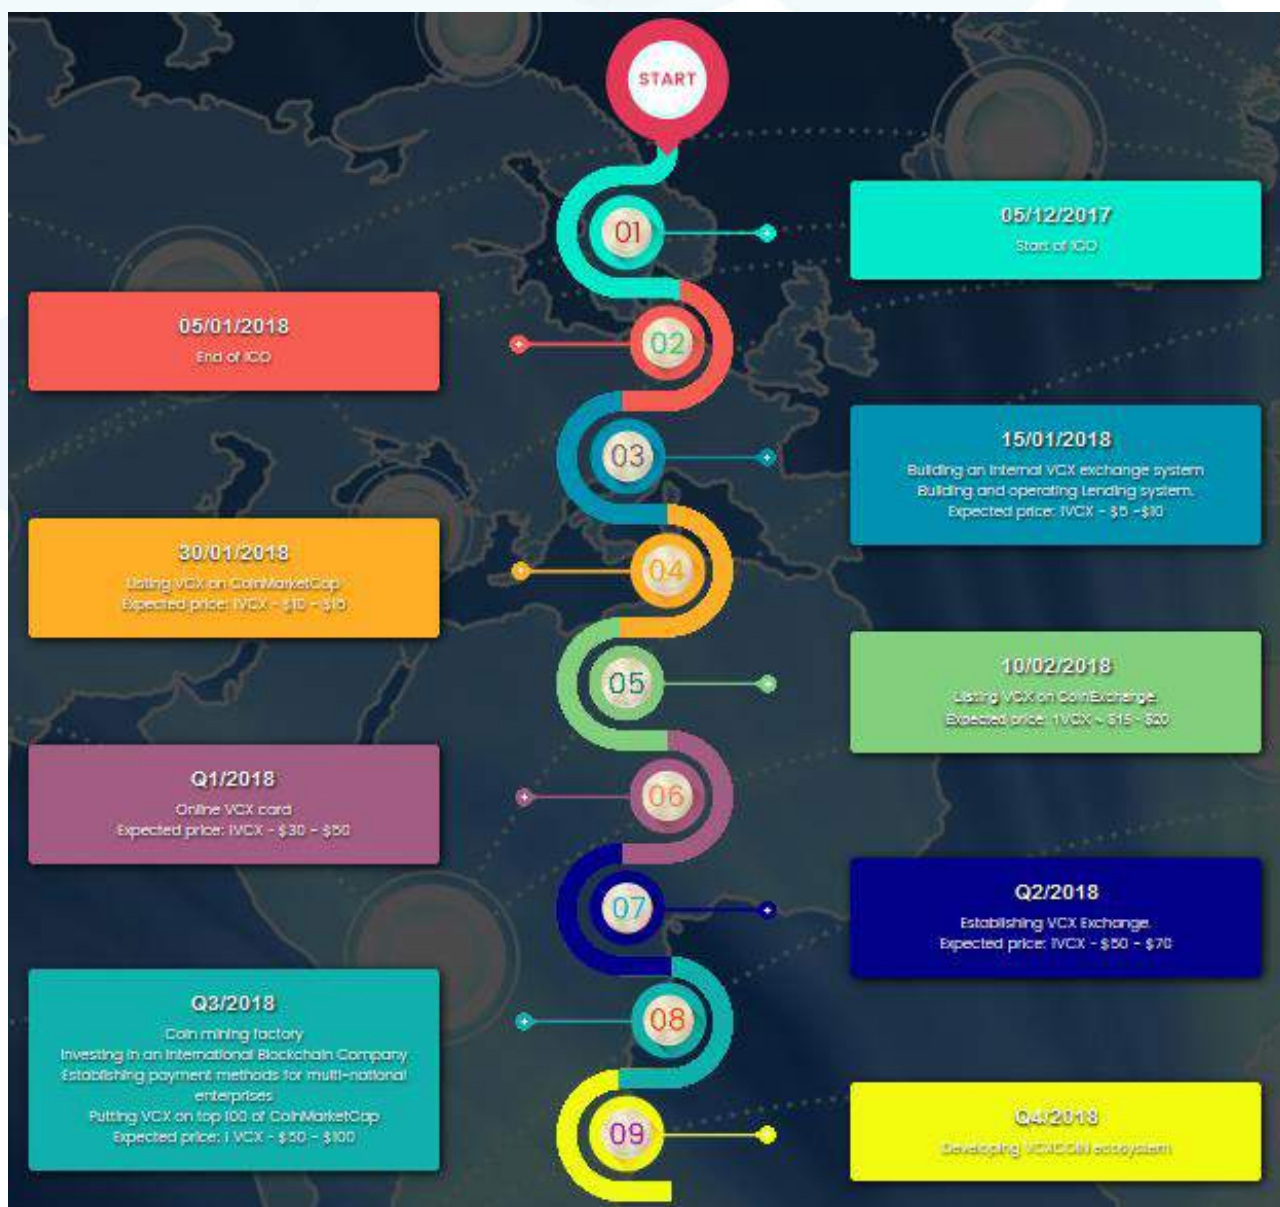 START
01
05/12/2017
Start of ICO
05/01/2018
End of ICO
02
03
15/01/2018
Building an internal VCX exchange system
Building and operating Lending system.
Expected price: 1VCX - $5 -$10
30/01/2018
Listing VCX on CoinMarketCap
Expected price: 1VCX - $10 - $15
04
05
10/02/2018
Listing VCX on CoinExchange.
Expected price: 1VCX - $15 - $20
Q1/2018
Online VCX card
Expected price: 1VCX - $30 - $50
06
07
Q2/2018
Establishing VCX Exchange.
Expected price: 1VCX - $50 - $70
Q3/2018
Coin mining factory
Investing in an International Blockchain Company
Establishing payment methods for multi-national
enterprises
Putting VCX on top 100 of CoinMarketCap
Expected price: 1 VCX - $50 - $100
08
09
Q4/2018
Developing VCXCOIN ecosystem